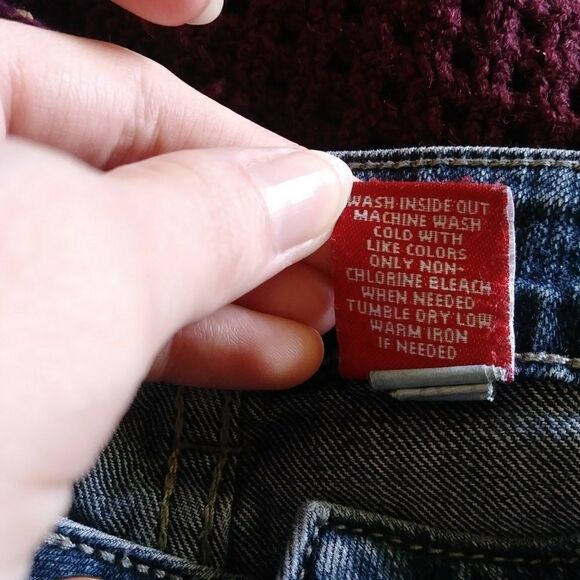 WASH INSIDE OUT
MACHINE WASH
COLD WITH
LIKE COLORS
ONLY NON-
CHLORINE BLEACH
WHEN NEEDED
TUMBLE DRY LOW
WARM IRON
IF NEEDED